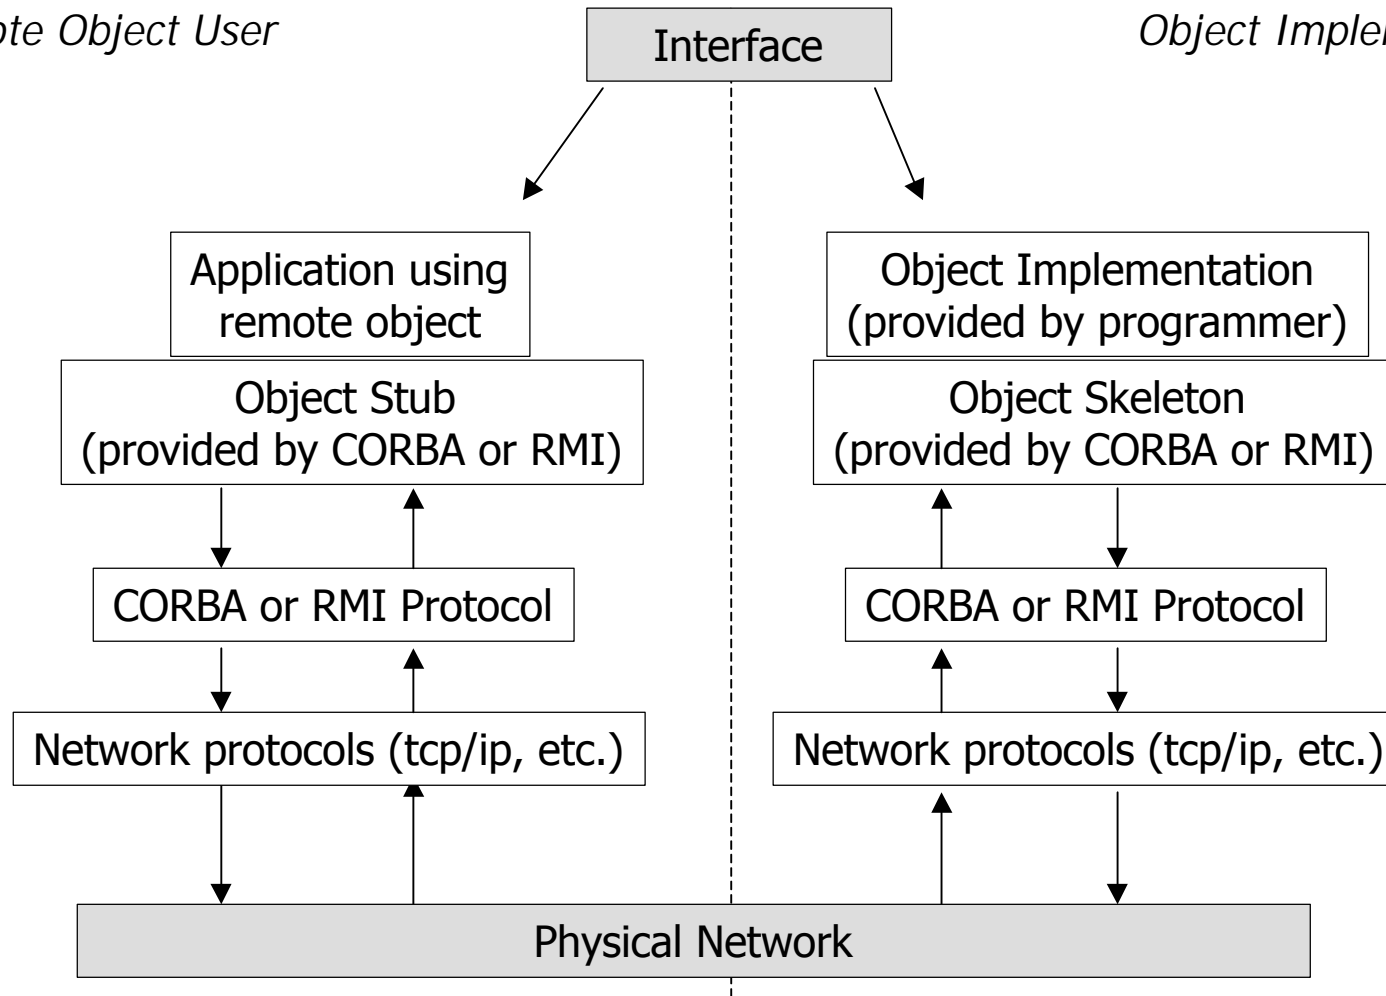 Object User
Interface
Object
Application using
remote object
Object Implementation
(provided by programmer)
Object Stub
(provided by CORBA or RMI)
Object Skeleton
(provided by CORBA or RMI)
CORBA or RMI Protocol
CORBA or RMI Protocol
Network protocols (tcp/ip, etc.)
Network protocols (tcp/ip, etc.)
Physical Network